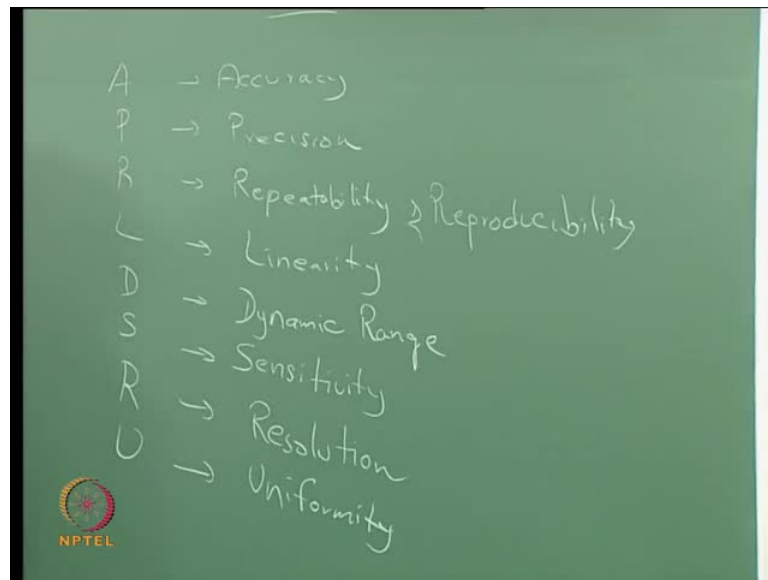 A → Accuracy
P → Precision
R → Repeatability & Reproducibility
L → Linearity
D → Dynamic Range
S → Sensitivity
R → Resolution
U → Uniformity
NPTEL